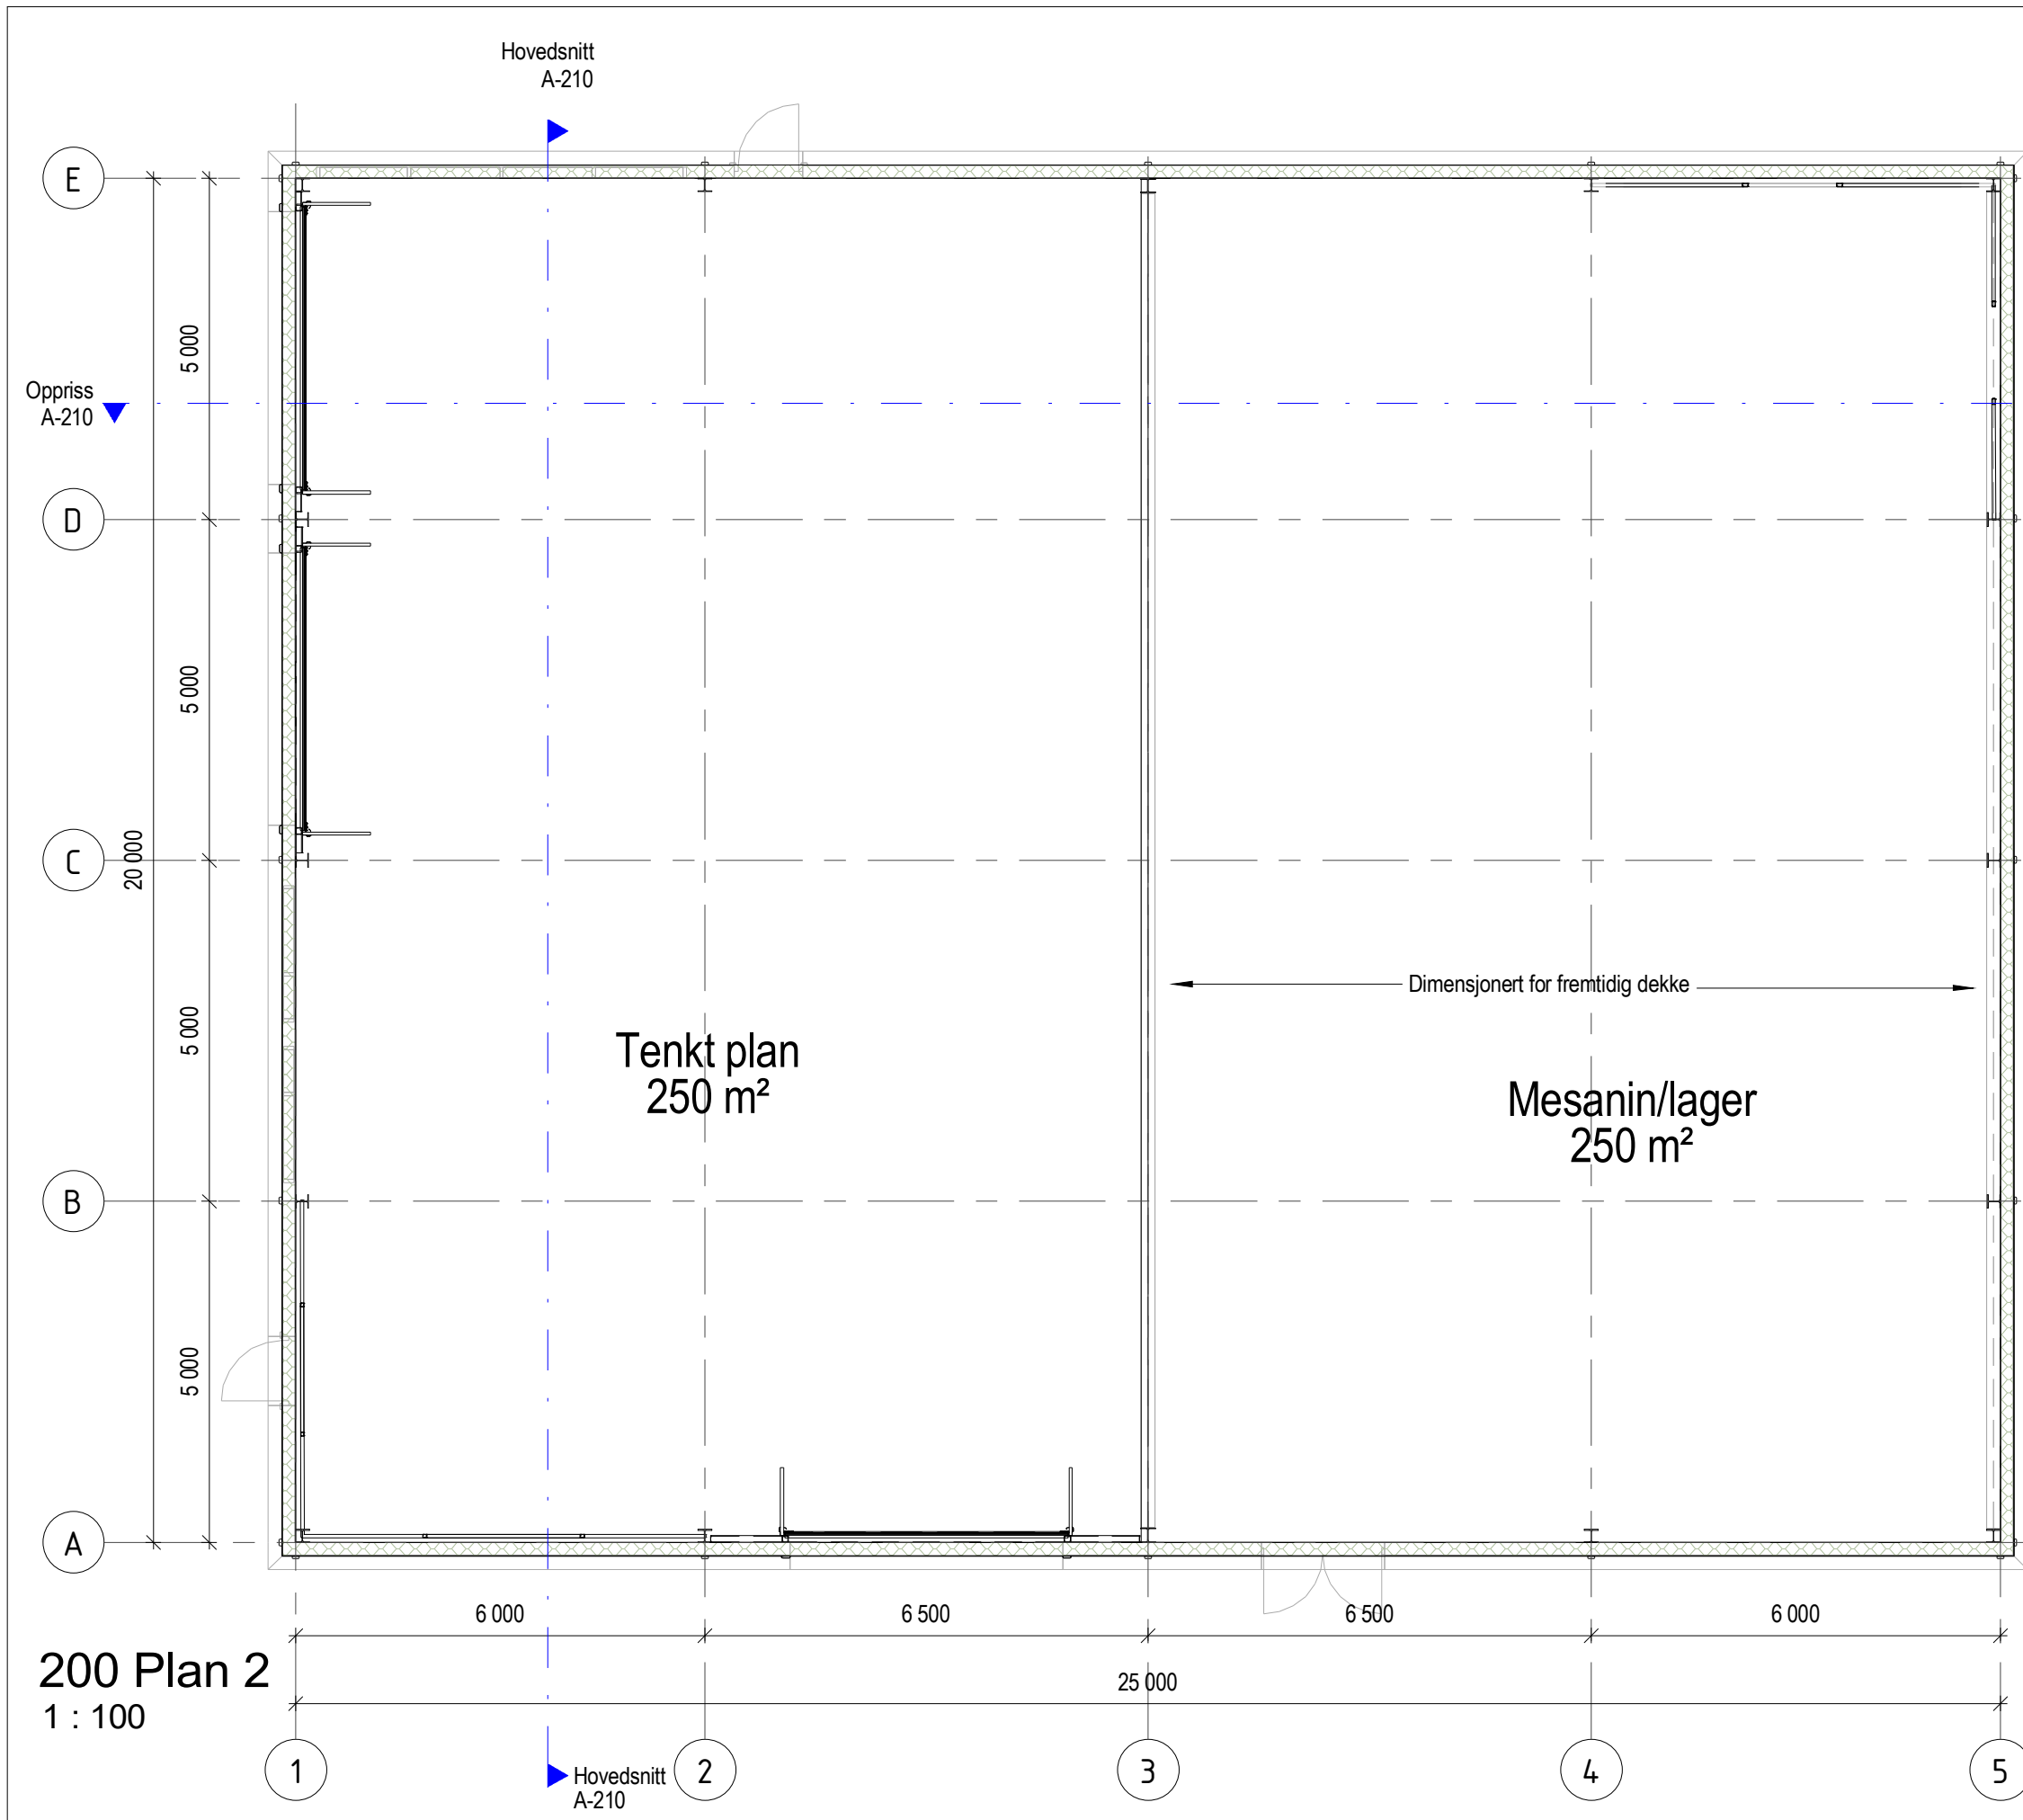 Hovedsnitt
A-210
E
5 000
Oppriss
A-210
D
5 000
C
20 000
Dimensjonert for fremtidig dekke
5 000
Tenkt plan
250 m²
Mesanin/lager
250 m²
B
5 000
A
6 000
6 500
6 500
6 000
200 Plan 2
1 : 100
25 000
1
2
3
4
5
Hovedsnitt
A-210